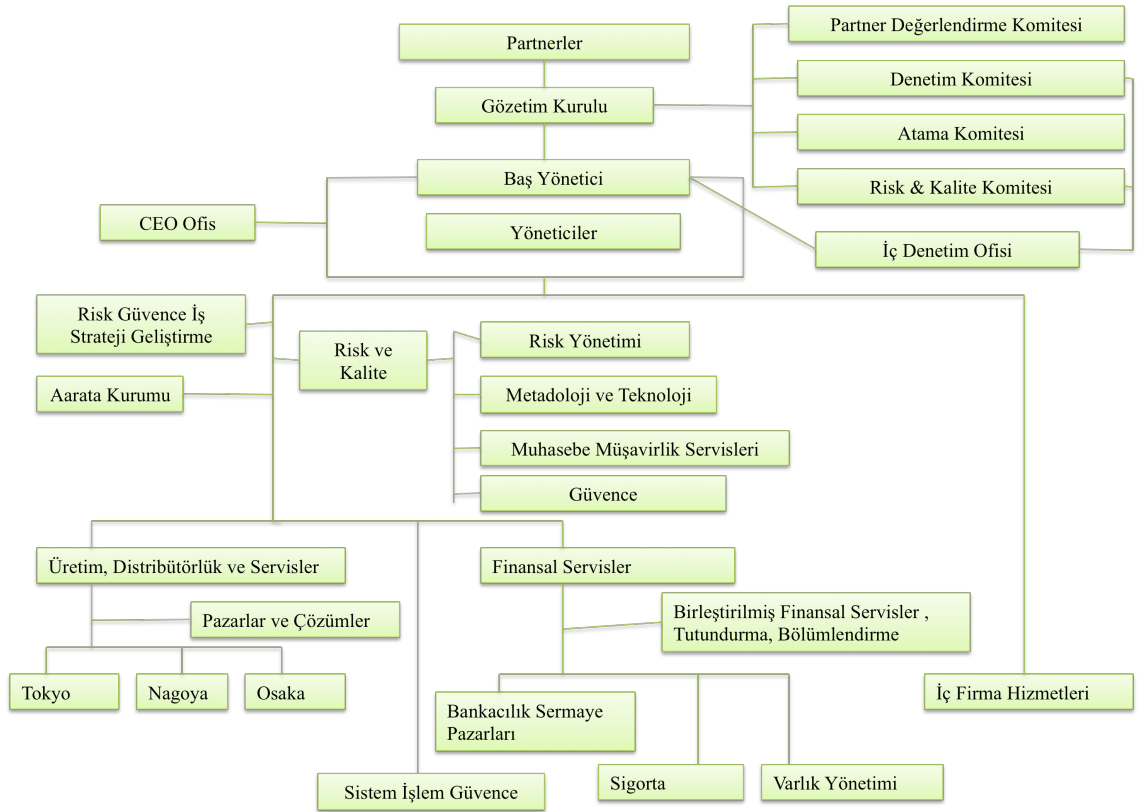 Partnerler
Partner Değerlendirme Komitesi
Gözetim Kurulu
Denetim Komitesi
Atama Komitesi
Baş Yönetici
Risk & Kalite Komitesi
CEO Ofis
Yöneticiler
İç Denetim Ofisi
Risk Güvence İş
Strateji Geliştirme
Risk ve
Kalite
Risk Yönetimi
Aarata Kurumu
Metadoloji ve Teknoloji
Muhasebe Müşavirlik Servisleri
Güvence
Üretim, Distribütörlük ve Servisler
Finansal Servisler
Pazarlar ve Çözümler
Birleştirilmiş Finansal Servisler ,
Tutundurma, Bölümlendirme
Tokyo
Nagoya
Osaka
İç Firma Hizmetleri
Bankacılık Sermaye
Pazarları
Sistem İşlem Güvence
Sigorta
Varlık Yönetimi